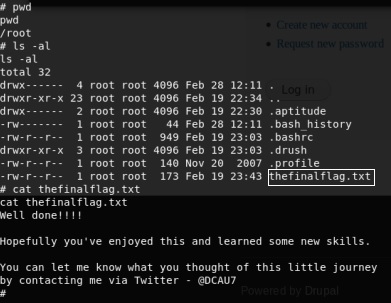 # pwd
pwd
/root
# ls -al
ls -al
total 32
drwx------ 4 root root 4096 Feb 28 12:11 .
drwxr-xr-x 23 root root 4096 Feb 19 22:34 ..
drwx------ 2 root root 4096 Feb 19 22:30 .aptitude
-rw------- 1 root root 44 Feb 28 12:11 .bash_history
-rw-r--r-- 1 root root 949 Feb 19 23:03 .bashrc
drwxr-xr-x 3 root root 4096 Feb 19 23:03 .drush
-rw-r--r-- 1 root root 140 Nov 20 2007 .profile
-rw-r--r-- 1 root root 173 Feb 19 23:43 thefinalflag.txt
# cat thefinalflag.txt
cat thefinalflag.txt
Well done!!!!
Hopefully you've enjoyed this and learned some new skills.
You can let me know what you thought of this little journey
by contacting me via Twitter - @DCAU7
#
Create new account
Request new password
Log in
Powered by Drupal